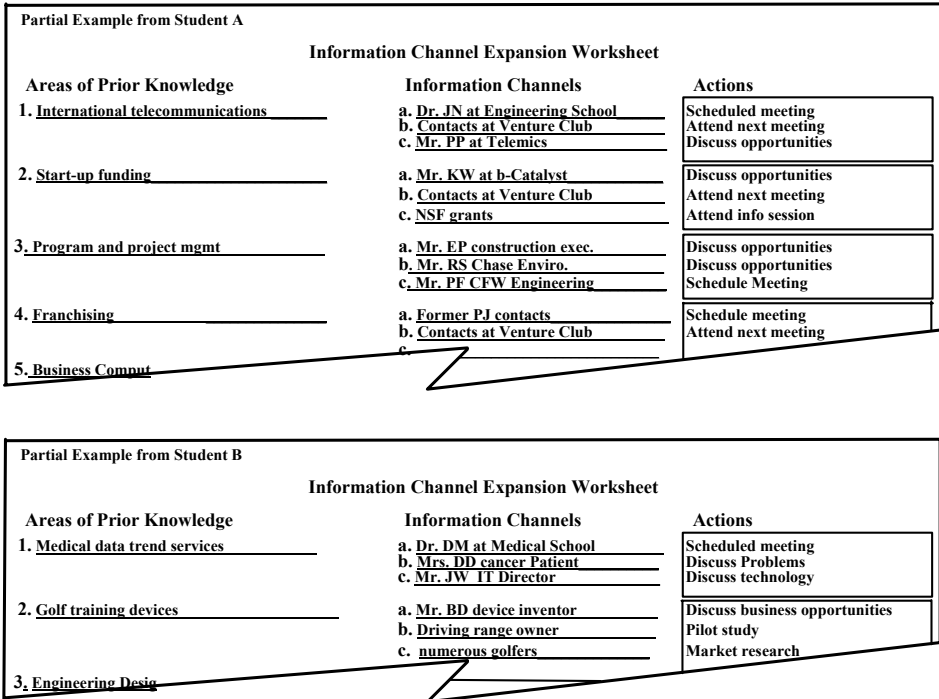 Partial Example from Student A
Information Channel Expansion Worksheet
Areas of Prior Knowledge Information Channels Actions
1. International telecommunications a. Dr. JN at Engineering School Scheduled meeting
b. Contacts at Venture Club Attend next meeting
c. Mr. PP at Telemics Discuss opportunities
2. Start-up funding a. Mr. KW at b-Catalyst Discuss opportunities
b. Contacts at Venture Club Attend next meeting
c. NSF grants Attend info session
3. Program and project mgmt a. Mr. EP construction exec. Discuss opportunities
b. Mr. RS Chase Enviro. Discuss opportunities
c. Mr. PF CFW Engineering Schedule Meeting
4. Franchising a. Former PJ contacts Schedule meeting
b. Contacts at Venture Club Attend next meeting
c.
5. Business Comput
Partial Example from Student B
Information Channel Expansion Worksheet
Areas of Prior Knowledge Information Channels Actions
1. Medical data trend services a. Dr. DM at Medical School Scheduled meeting
b. Mrs. DD cancer Patient Discuss Problems
c. Mr. JW IT Director Discuss technology
2. Golf training devices a. Mr. BD device inventor Discuss business opportunities
b. Driving range owner Pilot study
c. numerous golfers Market research
3. Engineering Desig